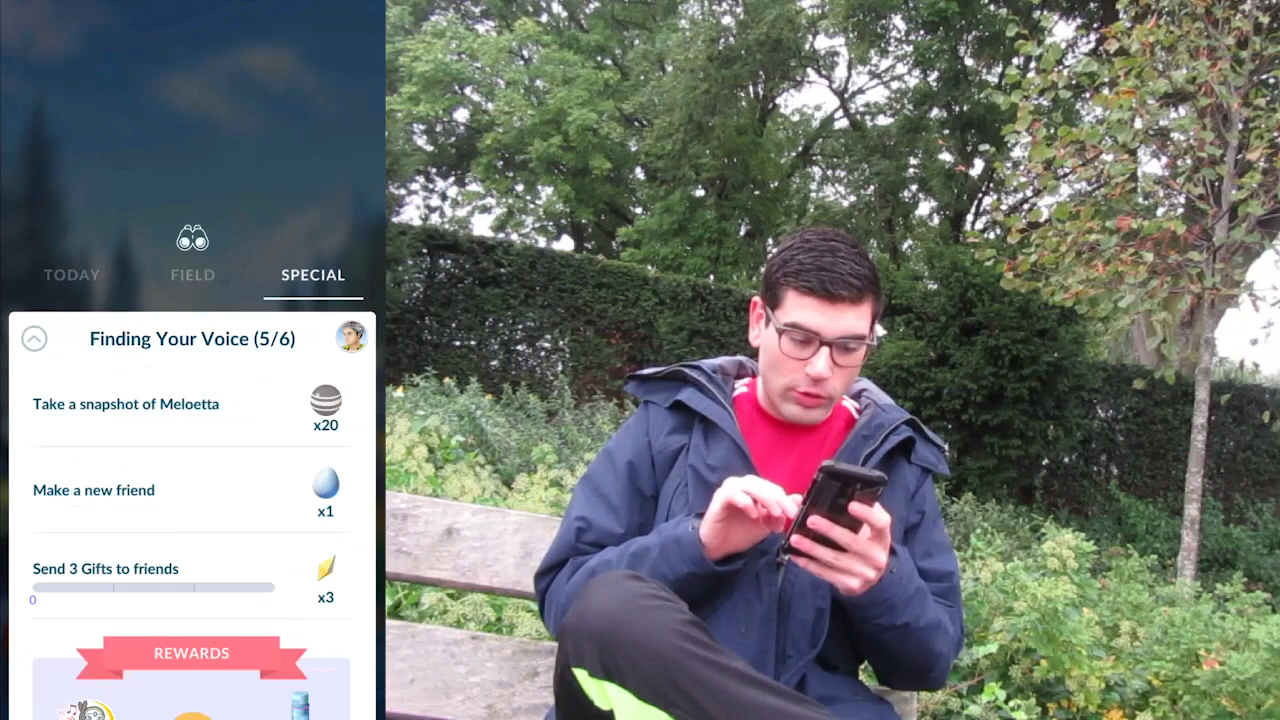 TODAY
FIELD
SPECIAL
Finding Your Voice (5/6)
Take a snapshot of Meloetta
x20
Make a new friend
x1
Send 3 Gifts to friends
0
x3
REWARDS